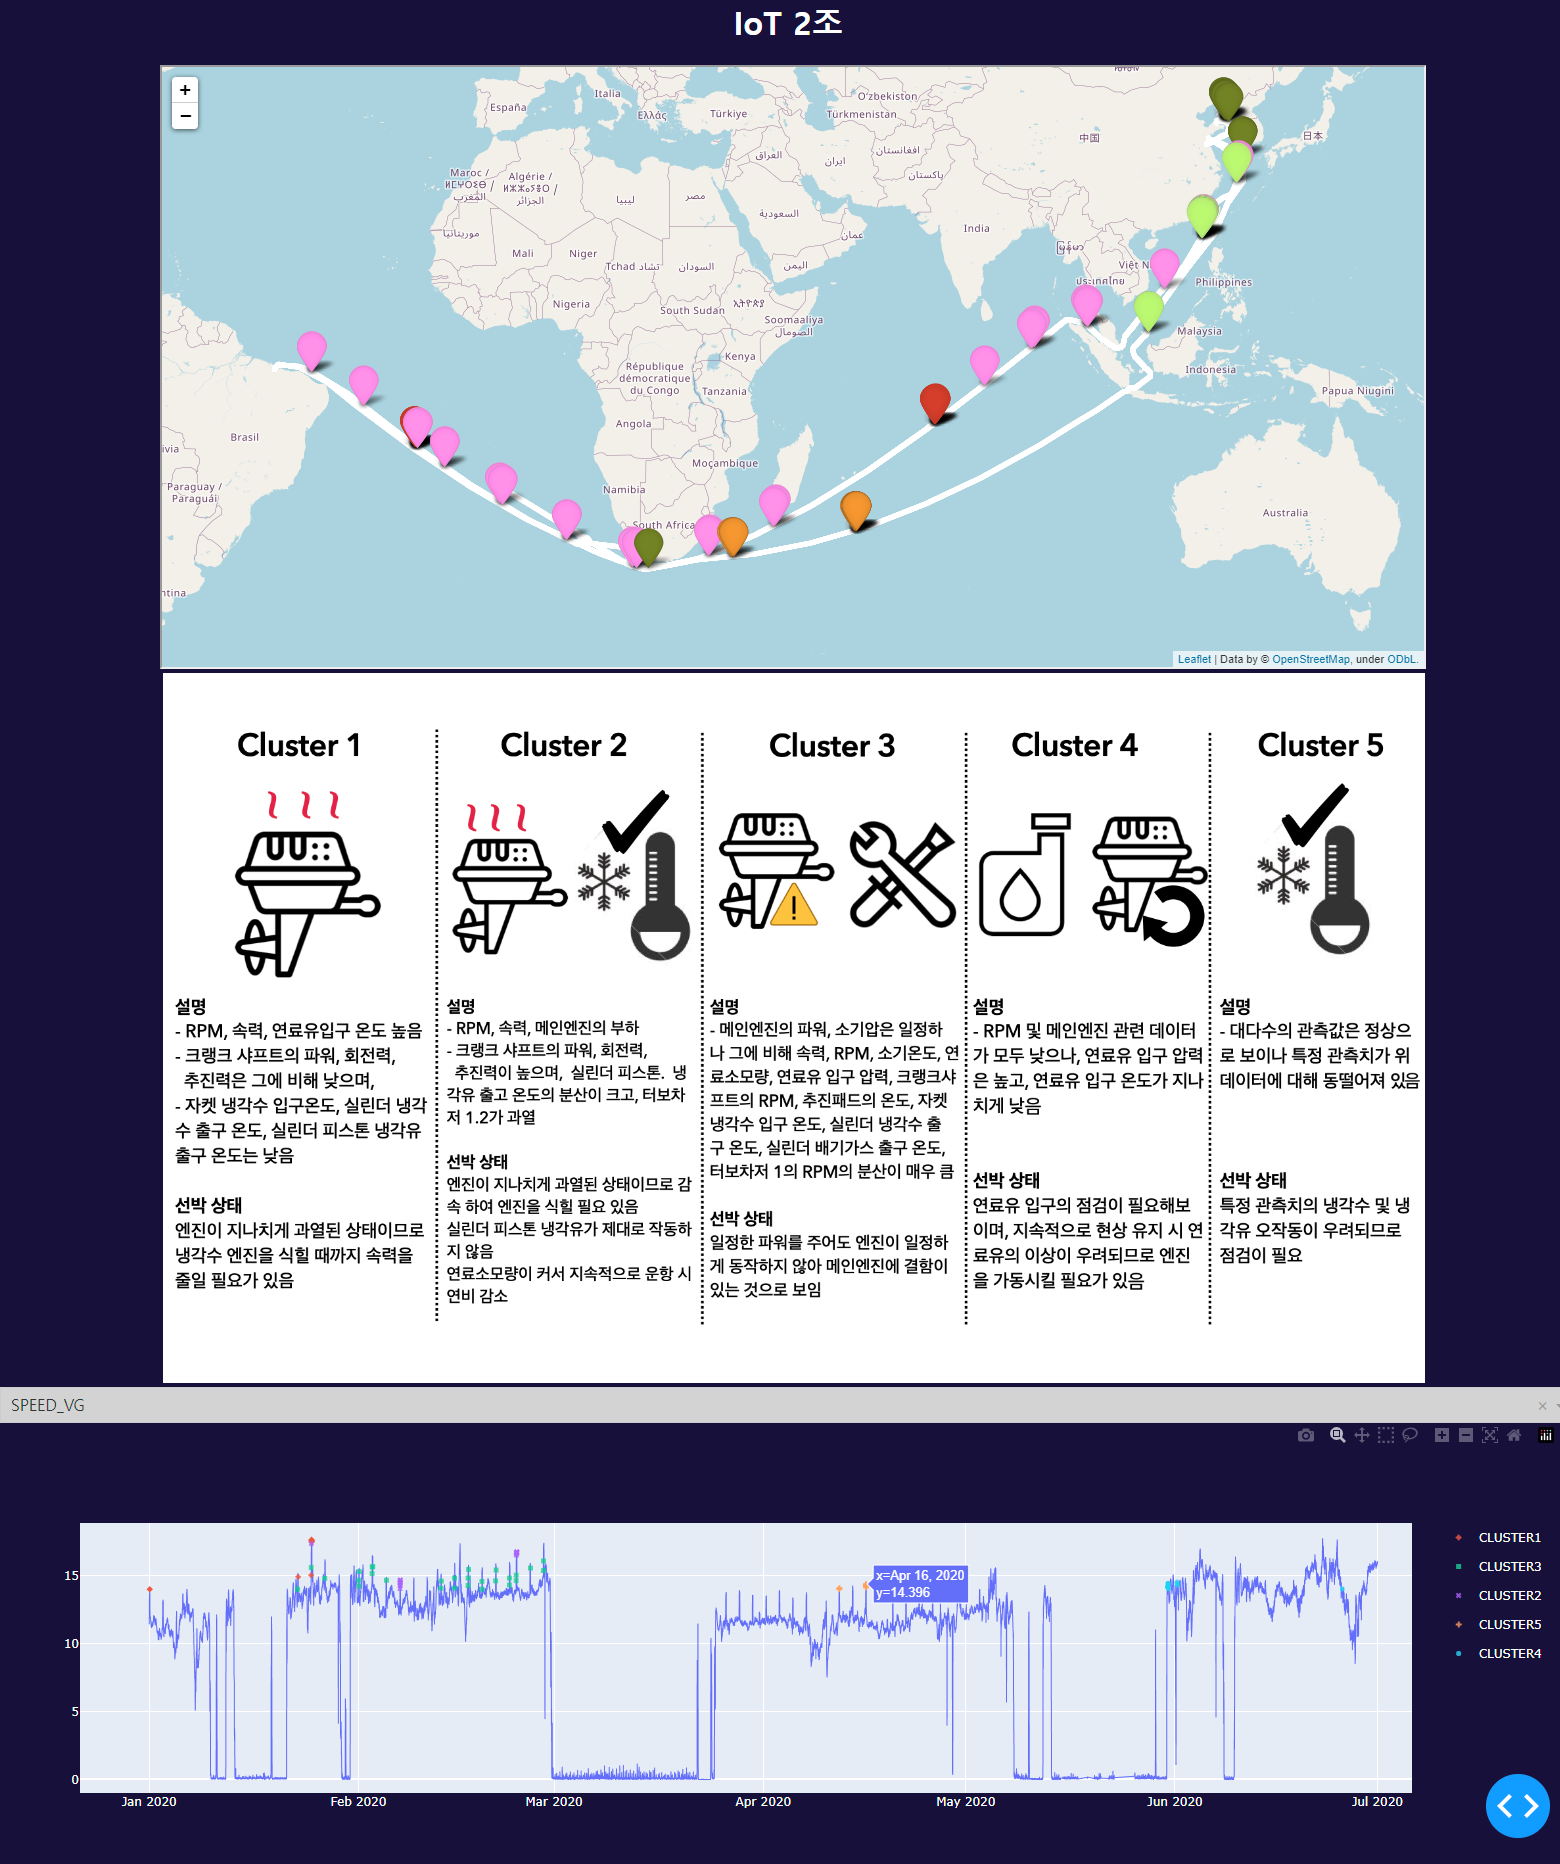 IoT 2조
+
−
España
Italia
Ελλάς
Türkiye
Oʻzbekiston
Türkmenistan
中国
日本
Maroc /
ⵍⵎⵖⵔⵉⴱ /
المغرب
Algérie /
ⵍⵣⵣⴰⵢⴻⵔ /
الجزائر
ليبيا
مصر
العراق
ایران
افغانستان
پاکستان
السعودية
موريتانيا
عمان
India
မြန်မာ
Mali
Niger
Tchad تشاد
السودان
اليمن
Việt N
ประเทศไทย
Philippines
Nigeria
South Sudan
ኢትዮጵያ
Soomaaliya
الصومال
Malaysia
Kenya
République
démocratique
du Congo
Tanzania
Indonesia
Papua Niugini
Angola
Brasil
ivia
Moçambique
Paraguay /
Paraguái
Namibia
South Africa
Australia
ntina
Leaflet | Data by © OpenStreetMap, under ODbL.
Cluster 1
Cluster 2
Cluster 3
Cluster 4
Cluster 5
설명
- RPM, 속력, 연료유입구 온도 높음
- 크랭크 샤프트의 파워, 회전력,
추진력은 그에 비해 낮으며,
- 자켓 냉각수 입구온도, 실린더 냉각
수 출구 온도, 실린더 피스톤 냉각유
출구 온도는 낮음
선박 상태
엔진이 지나치게 과열된 상태이므로
냉각수 엔진을 식힐 때까지 속력을
줄일 필요가 있음
설명
- RPM, 속력, 메인엔진의 부하
- 크랭크 샤프트의 파워, 회전력,
추진력이 높으며, 실린더 피스톤. 냉
각유 출고 온도의 분산이 크고, 터보차
저 1.2가 과열
선박 상태
엔진이 지나치게 과열된 상태이므로 감
속 하여 엔진을 식힐 필요 있음
실린더 피스톤 냉각유가 제대로 작동하
지 않음
연료소모량이 커서 지속적으로 운항 시
연비 감소
설명
- 메인엔진의 파워, 소기압은 일정하
나 그에 비해 속력, RPM, 소기온도, 연
료소모량, 연료유 입구 압력, 크랭크샤
프트의 RPM, 추진패드의 온도, 자켓
냉각수 입구 온도, 실린더 냉각수 출
구 온도, 실린더 배기가스 출구 온도,
터보차저 1의 RPM의 분산이 매우 큼
선박 상태
일정한 파워를 주어도 엔진이 일정하
게 동작하지 않아 메인엔진에 결함이
있는 것으로 보임
설명
- RPM 및 메인엔진 관련 데이터
가 모두 낮으나, 연료유 입구 압력
은 높고, 연료유 입구 온도가 지나
치게 낮음
선박 상태
연료유 입구의 점검이 필요해보
이며, 지속적으로 현상 유지 시 연
료유의 이상이 우려되므로 엔진
을 가동시킬 필요가 있음
설명
- 대다수의 관측값은 정상으
로 보이나 특정 관측치가 위
데이터에 대해 동떨어져 있음
선박 상태
특정 관측치의 냉각수 및 냉
각유 오작동이 우려되므로
점검이 필요
SPEED_VG
×
15
10
5
0
x=Apr 16, 2020
y=14.396
Jan 2020
Feb 2020
Mar 2020
Apr 2020
May 2020
Jun 2020
Jul 2020
CLUSTER1
CLUSTER3
CLUSTER2
CLUSTER5
CLUSTER4